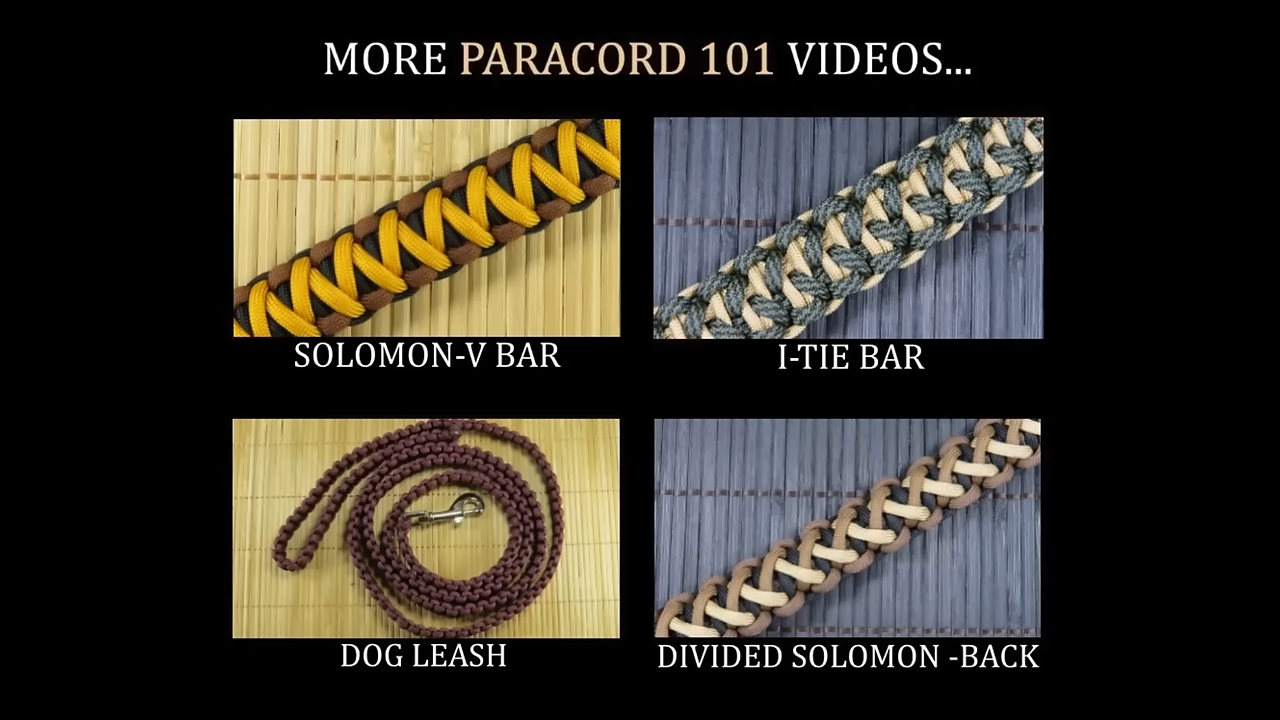 MORE PARACORD 101 VIDEOS...
SOLOMON-V BAR
I-TIE BAR
DOG LEASH
DIVIDED SOLOMON -BACK